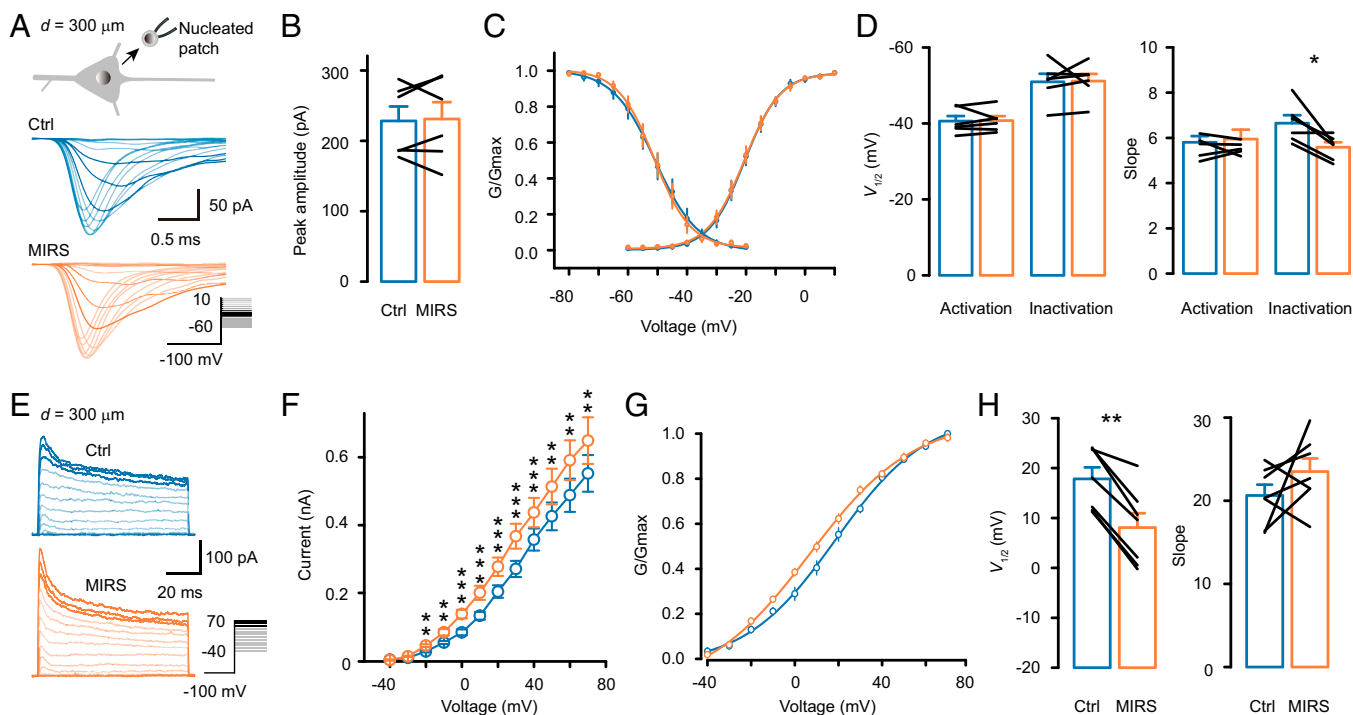 A
d = 300 μm
Nucleated
patch
Ctrl
50 pA
0.5 ms
MIRS
10
-60
-100 mV
B
Peak amplitude (pA)
300
200
100
0
Ctrl MIRS
C
G/Gmax
1.0
0.8
0.6
0.4
0.2
0.0
-80 -60 -40 -20 0
Voltage (mV)
D
V1/2 (mV)
-60
-40
-20
0
Activation Inactivation
Slope
10
8
6
4
2
0
*
Activation Inactivation
E
d = 300 μm
Ctrl
100 pA
20 ms
MIRS
70
-40
-100 mV
F
Current (nA)
0.6
0.4
0.2
0
** ** *** *** *** *** *** ** ** **
-40 0 40 80
Voltage (mV)
G
G/Gmax
1.0
0.8
0.6
0.4
0.2
0.0
-40 0 40 80
Voltage (mV)
H
V1/2 (mV)
30
20
10
0
-10
-20
**
Ctrl MIRS
Slope
30
20
10
0
Ctrl MIRS